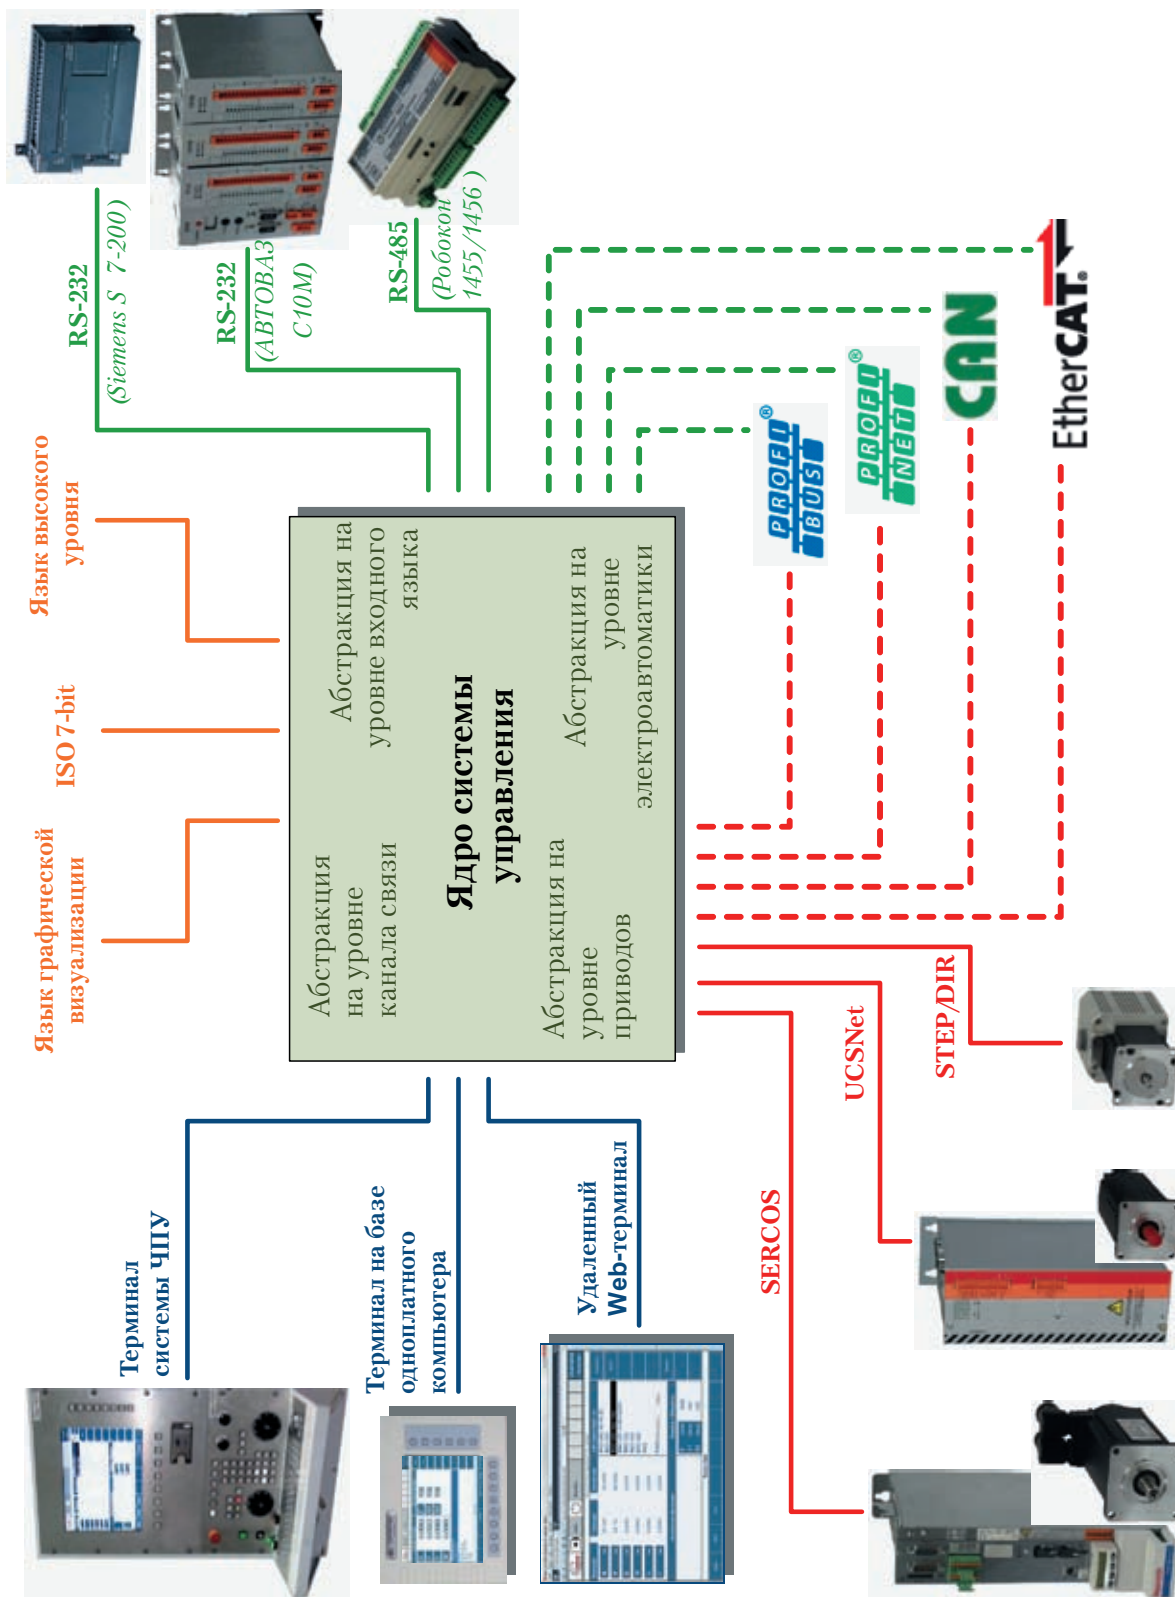 Терминал
системы ЧПУ
Терминал на базе
одноплатного
компьютера
Удаленный
Web-терминал
Язык графической
визуализации
ISO 7-bit
Язык высокого
уровня
RS-232
(Siemens S 7-200)
RS-232
(АВТОВАЗ
С10М)
RS-485
(Робокон
1455/1456 )
Абстракция
на уровне
канала связи
Абстракция на
уровне входного
языка
Ядро системы
управления
Абстракция на
уровне
приводов
Абстракция на
уровне
электроавтоматики
SERCOS
UCSNet
STEP/DIR
PROFI
BUS
®
PROFI
NET
®
CAN
EtherCAT®